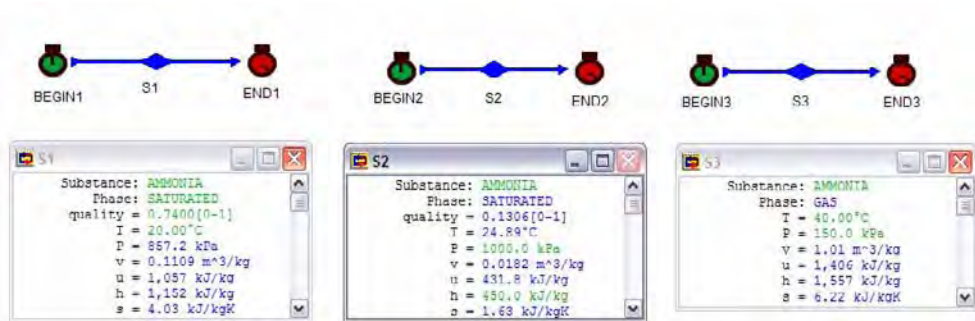 BEGIN1
S1
END1
BEGIN2
S2
END2
BEGIN3
S3
END3
S1
Substance: AMMONIA
Phase: SATURATED
quality = 0.7400[0-1]
T = 20.00°C
P = 857.2 kPa
v = 0.1109 m^3/kg
u = 1,057 kJ/kg
h = 1,152 kJ/kg
s = 4.03 kJ/kgK
S2
Substance: AMMONIA
Phase: SATURATED
quality = 0.1306[0-1]
T = 24.89°C
P = 1000.0 kPa
v = 0.0182 m^3/kg
u = 431.8 kJ/kg
h = 450.0 kJ/kg
s = 1.63 kJ/kgK
S3
Substance: AMMONIA
Phase: GAS
T = 40.00°C
P = 150.0 kPa
v = 1.01 m^3/kg
u = 1,406 kJ/kg
h = 1,557 kJ/kg
s = 6.22 kJ/kgK